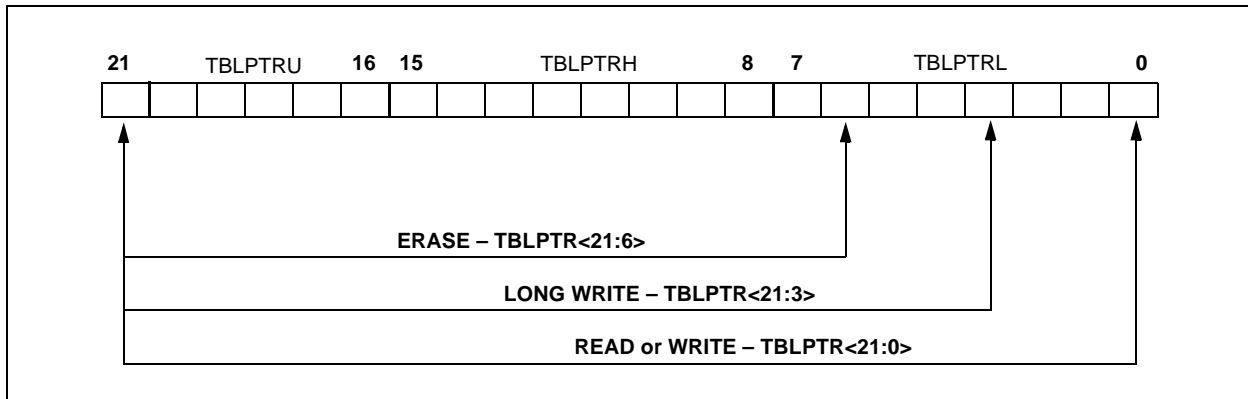 21 TBLPTRU 16 15 TBLPTRH 8 7 TBLPTRL 0
ERASE – TBLPTR<21:6>
LONG WRITE – TBLPTR<21:3>
READ or WRITE – TBLPTR<21:0>